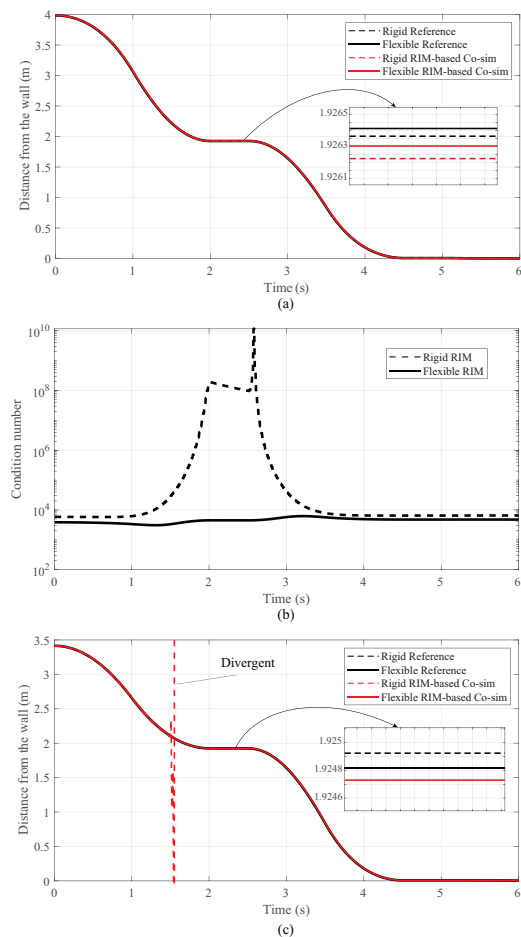 Distance from the wall (m )
4
3.5
3
2.5
2
1.5
1
0.5
0
Rigid Reference
Flexible Reference
Rigid RIM-based Co-sim
Flexible RIM-based Co-sim
1.9265
1.9263
1.9261
0 1 2 3 4 5 6
Time (s)
(a)
Condition number
10^10
10^8
10^6
10^4
10^2
Rigid RIM
Flexible RIM
0 1 2 3 4 5 6
Time (s)
(b)
Distance from the wall (m)
3.5
3
2.5
2
1.5
1
0.5
0
Divergent
Rigid Reference
Flexible Reference
Rigid RIM-based Co-sim
Flexible RIM-based Co-sim
1.925
1.9248
1.9246
0 1 2 3 4 5 6
Time (s)
(c)